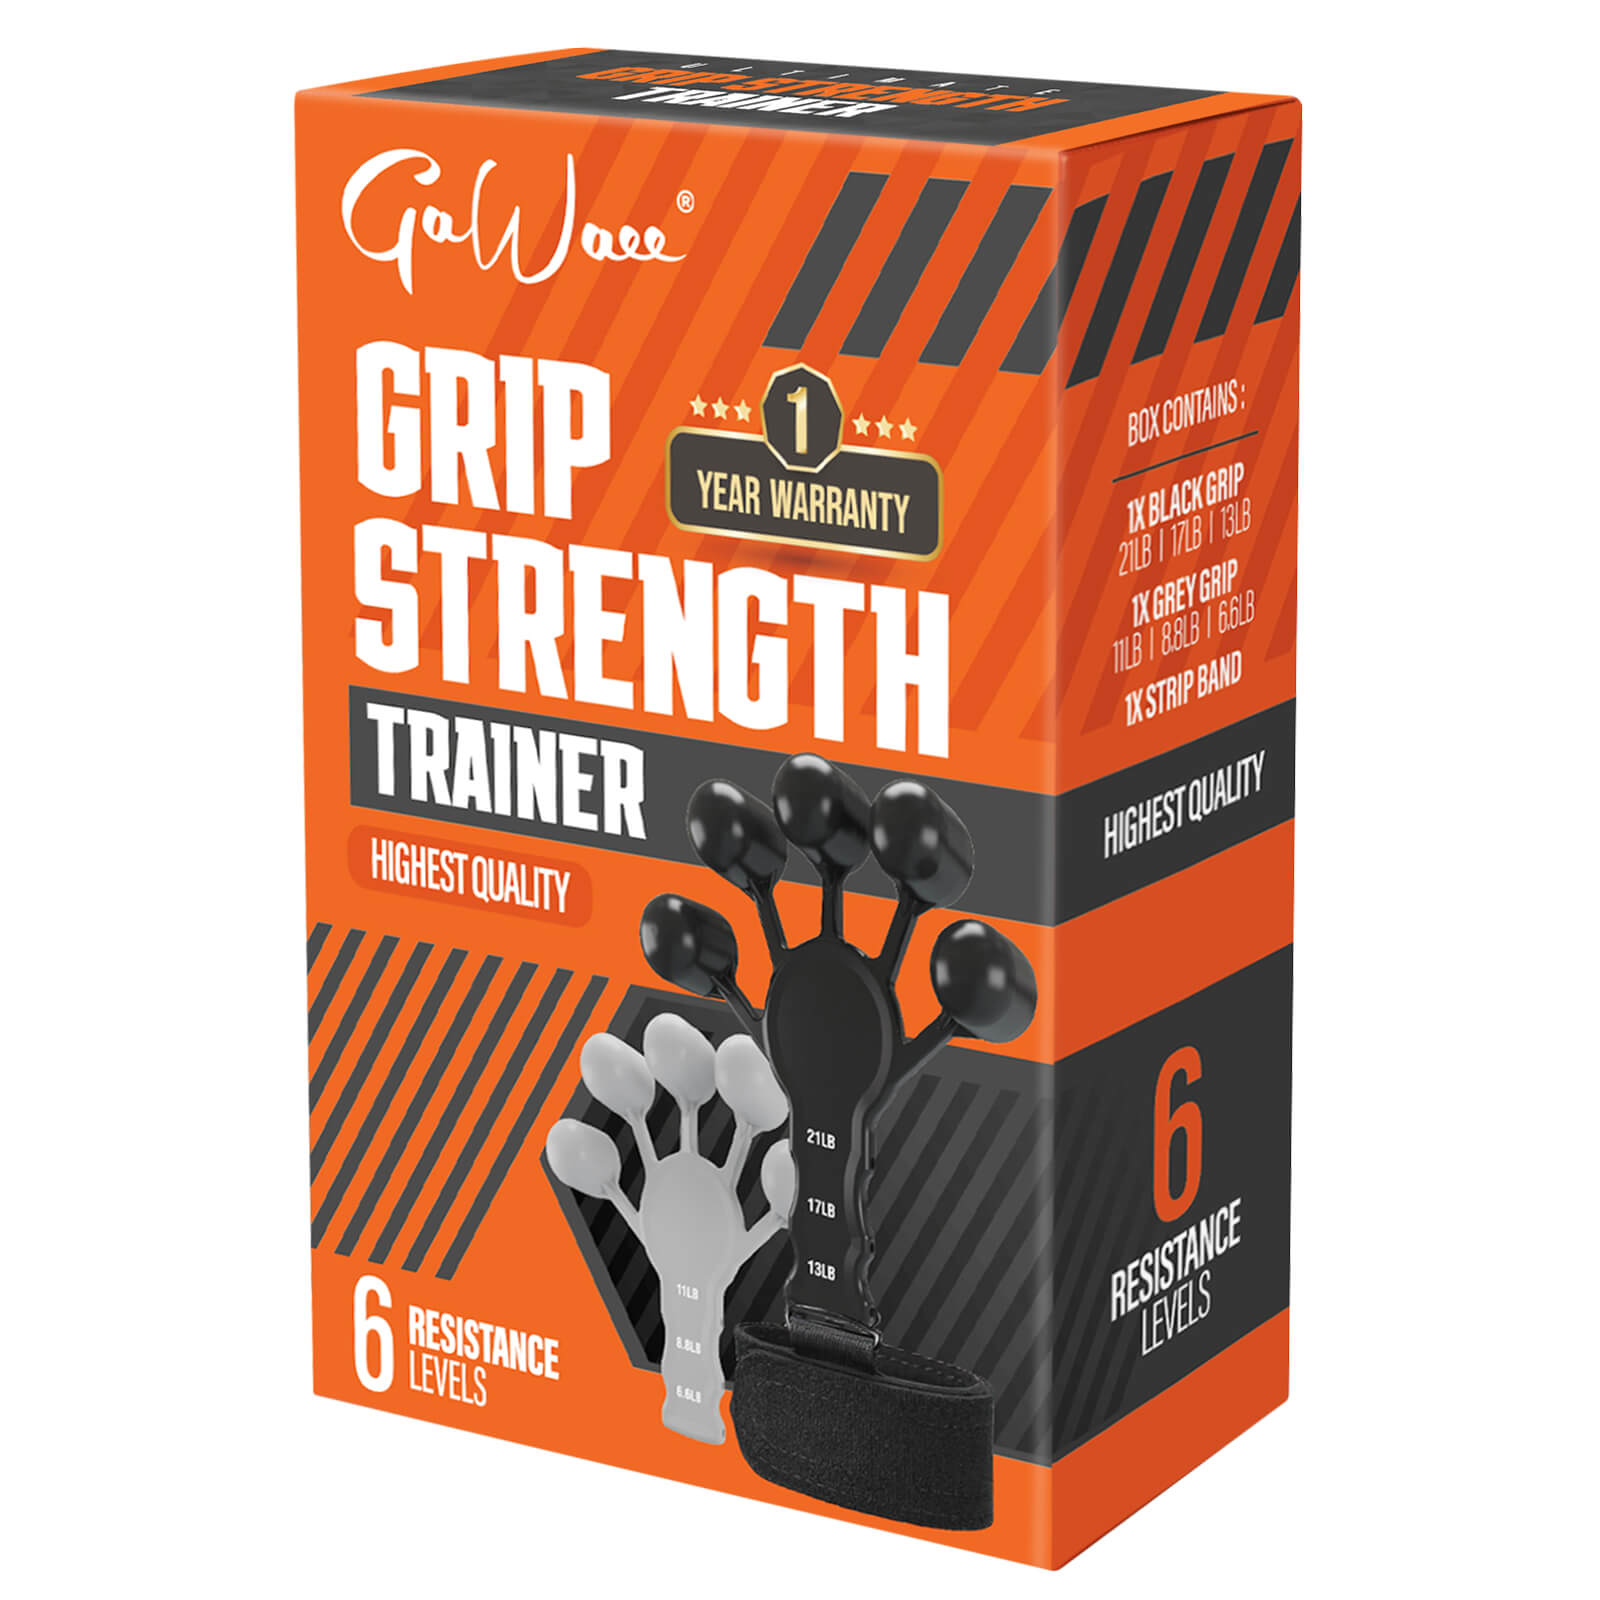 ULTIMATE
GRIP STRENGTH
TRAINER
GaWaee®
GRIP
STRENGTH
TRAINER
HIGHEST QUALITY
1
YEAR WARRANTY
21LB
17LB
13LB
11LB
8.8LB
6.6LB
6 RESISTANCE
LEVELS
BOX CONTAINS :
1X BLACK GRIP
21LB | 17LB | 13LB
1X GREY GRIP
11LB | 8.8LB | 6.6LB
1X STRIP BAND
HIGHEST QUALITY
6
RESISTANCE
LEVELS